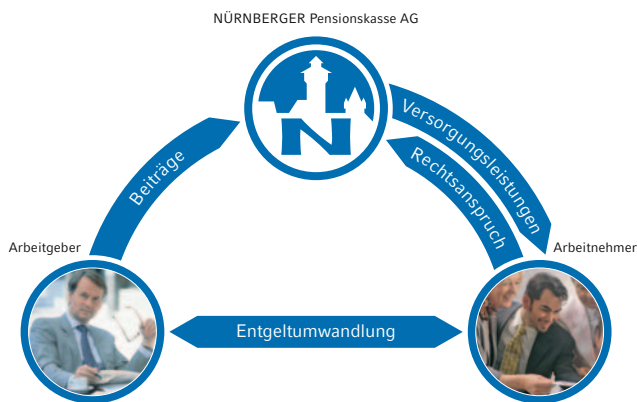 NÜRNBERGER Pensionskasse AG
N
Beiträge
Versorgungsleistungen
Rechtsanspruch
Arbeitgeber
Arbeitnehmer
Entgeltumwandlung